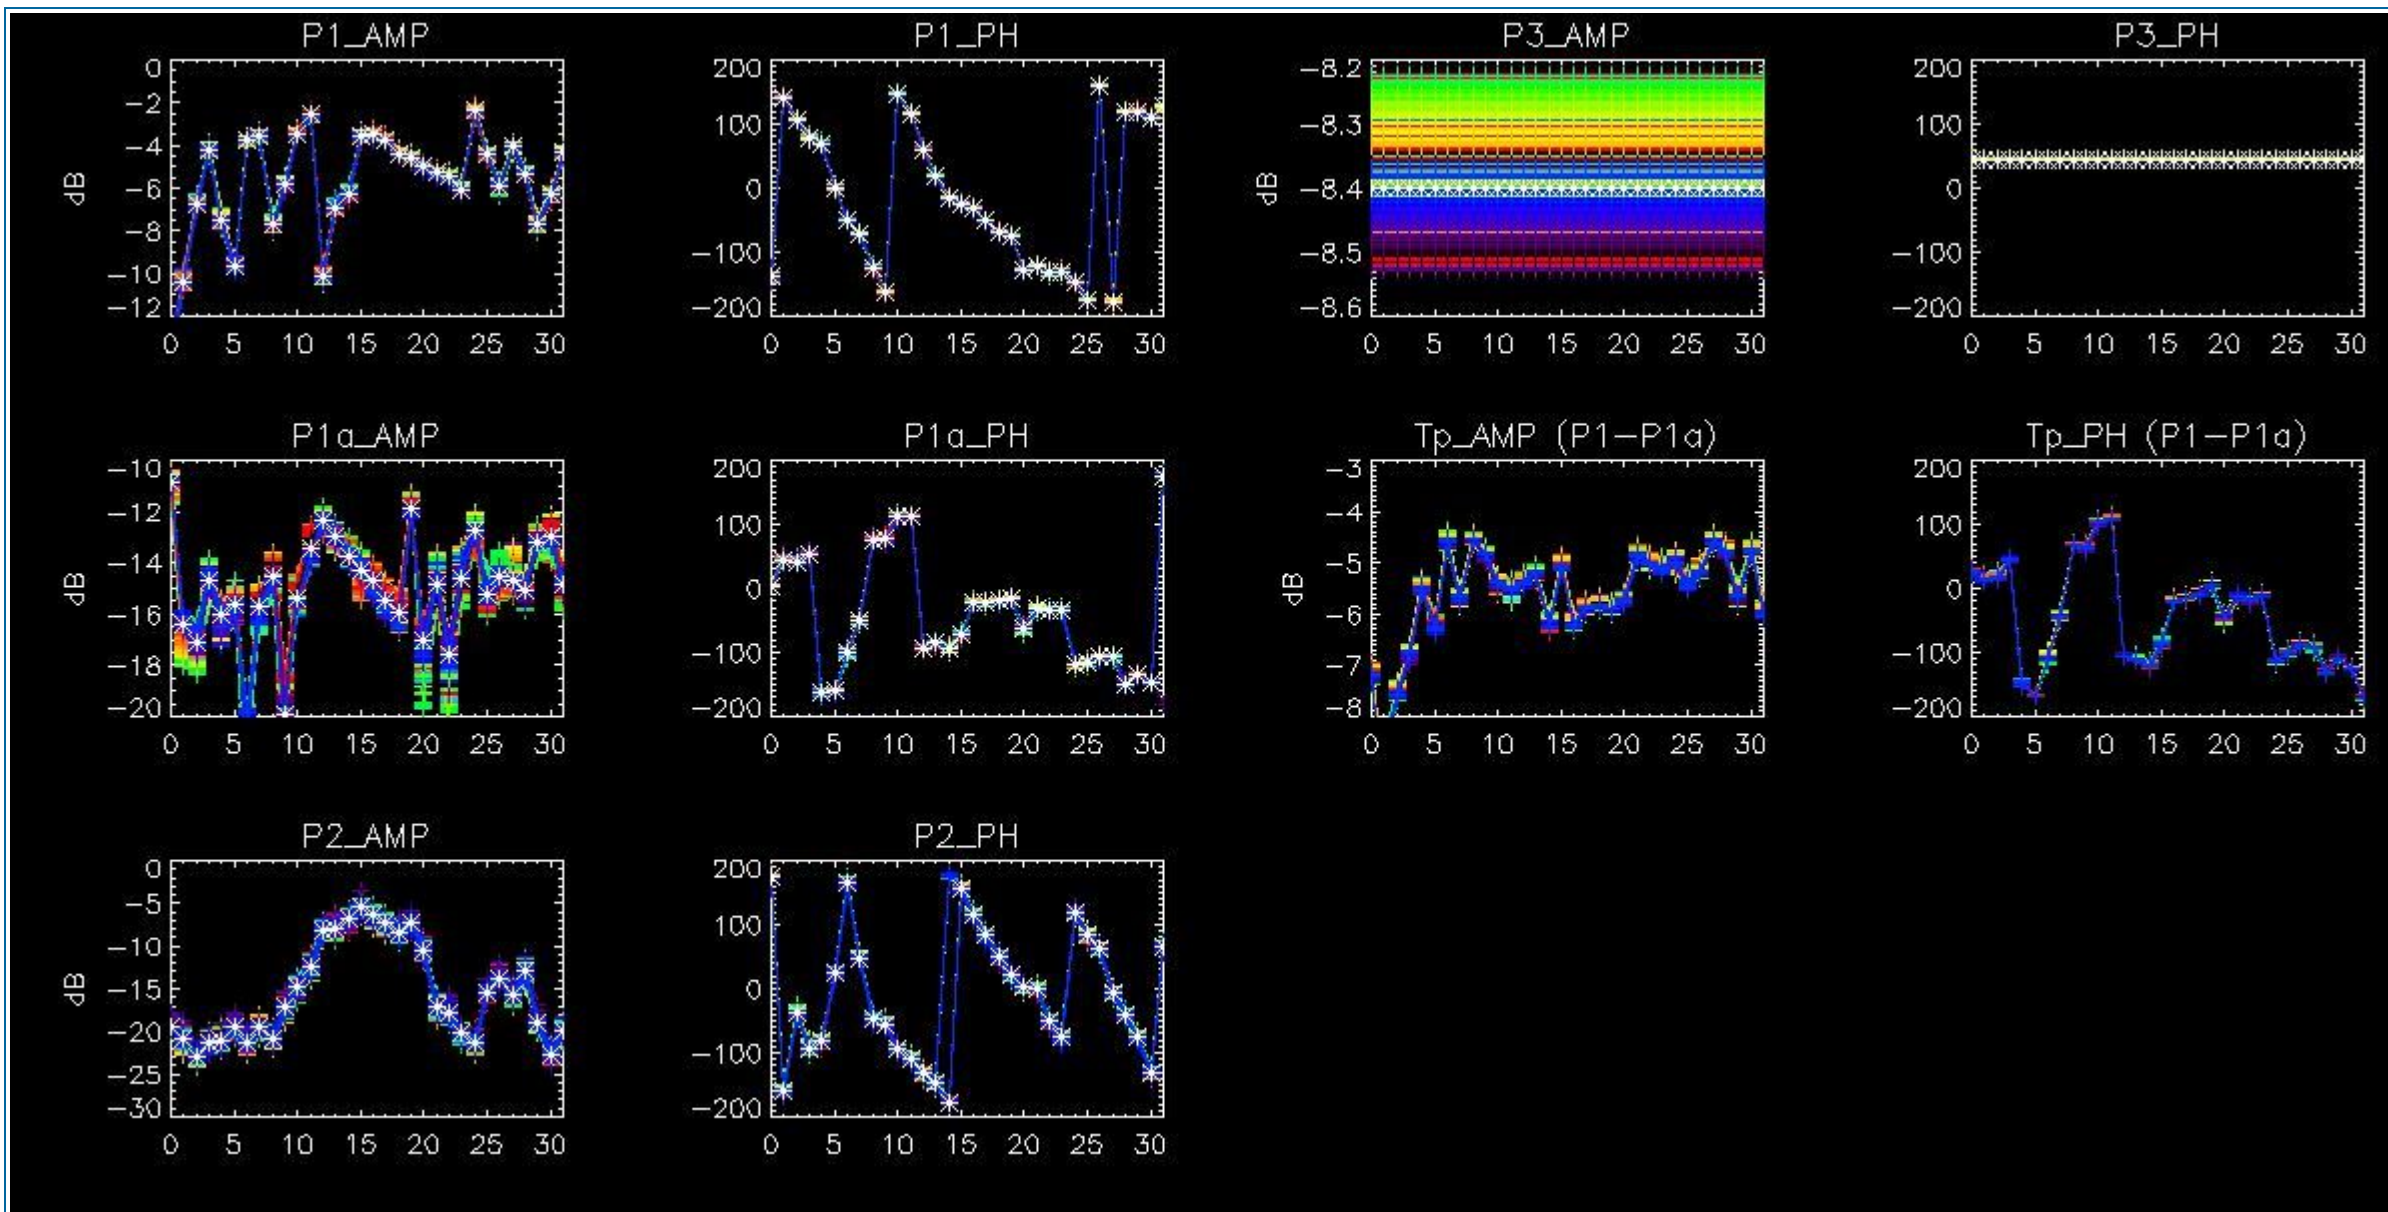 P1_AMP
0
−2
−4
−6
−8
−10
−12
dB
0 5 10 15 20 25 30
P1_PH
200
100
0
−100
−200
0 5 10 15 20 25 30
P3_AMP
−8.2
−8.3
−8.4
−8.5
−8.6
dB
0 5 10 15 20 25 30
P3_PH
200
100
0
−100
−200
0 5 10 15 20 25 30
P1a_AMP
−10
−12
−14
−16
−18
−20
dB
0 5 10 15 20 25 30
P1a_PH
200
100
0
−100
−200
0 5 10 15 20 25 30
Tp_AMP (P1−P1a)
−3
−4
−5
−6
−7
−8
dB
0 5 10 15 20 25 30
Tp_PH (P1−P1a)
200
100
0
−100
−200
0 5 10 15 20 25 30
P2_AMP
0
−5
−10
−15
−20
−25
−30
dB
0 5 10 15 20 25 30
P2_PH
200
100
0
−100
−200
0 5 10 15 20 25 30